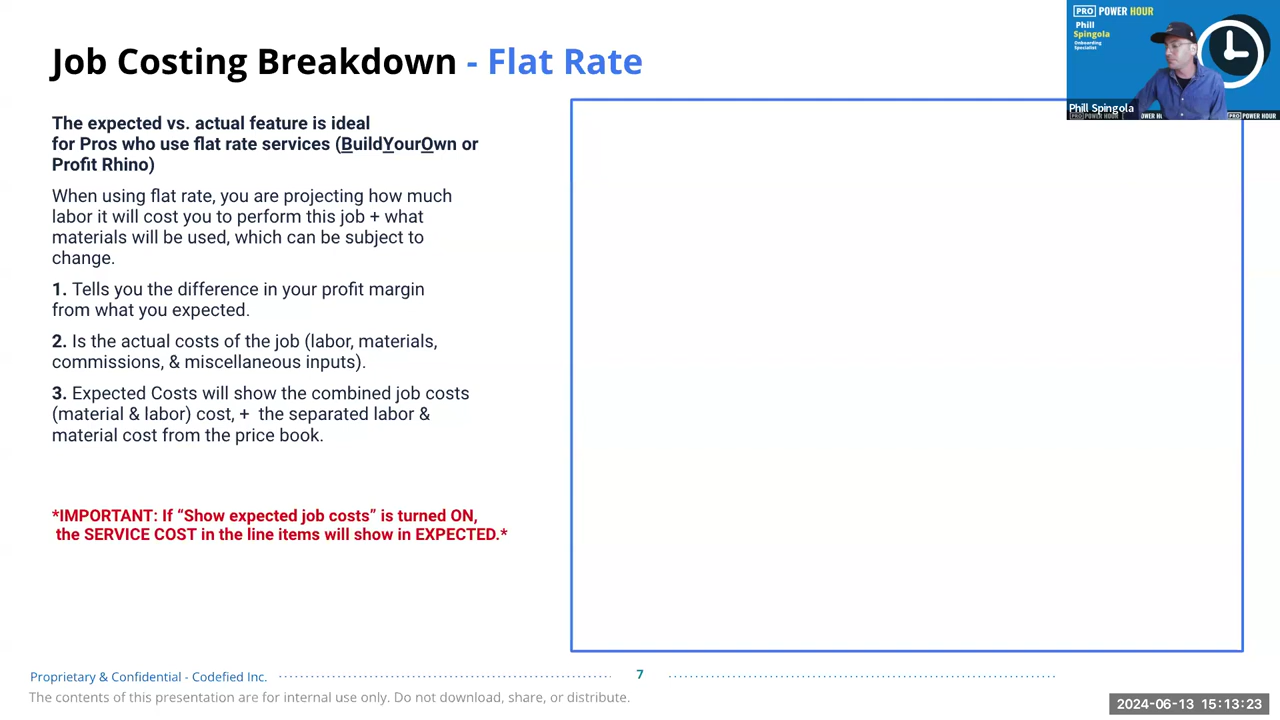 PRO POWER HOUR
Phill
Spingola
Onboarding
Specialist
Phill Spingola
Job Costing Breakdown - Flat Rate
The expected vs. actual feature is ideal
for Pros who use flat rate services (BuildYourOwn or
Profit Rhino)
When using flat rate, you are projecting how much
labor it will cost you to perform this job + what
materials will be used, which can be subject to
change.
1. Tells you the difference in your profit margin
from what you expected.
2. Is the actual costs of the job (labor, materials,
commissions, & miscellaneous inputs).
3. Expected Costs will show the combined job costs
(material & labor) cost, + the separated labor &
material cost from the price book.
*IMPORTANT: If “Show expected job costs” is turned ON,
the SERVICE COST in the line items will show in EXPECTED.*
Proprietary & Confidential - Codefied Inc.
7
The contents of this presentation are for internal use only. Do not download, share, or distribute.
2024-06-13 15:13:23